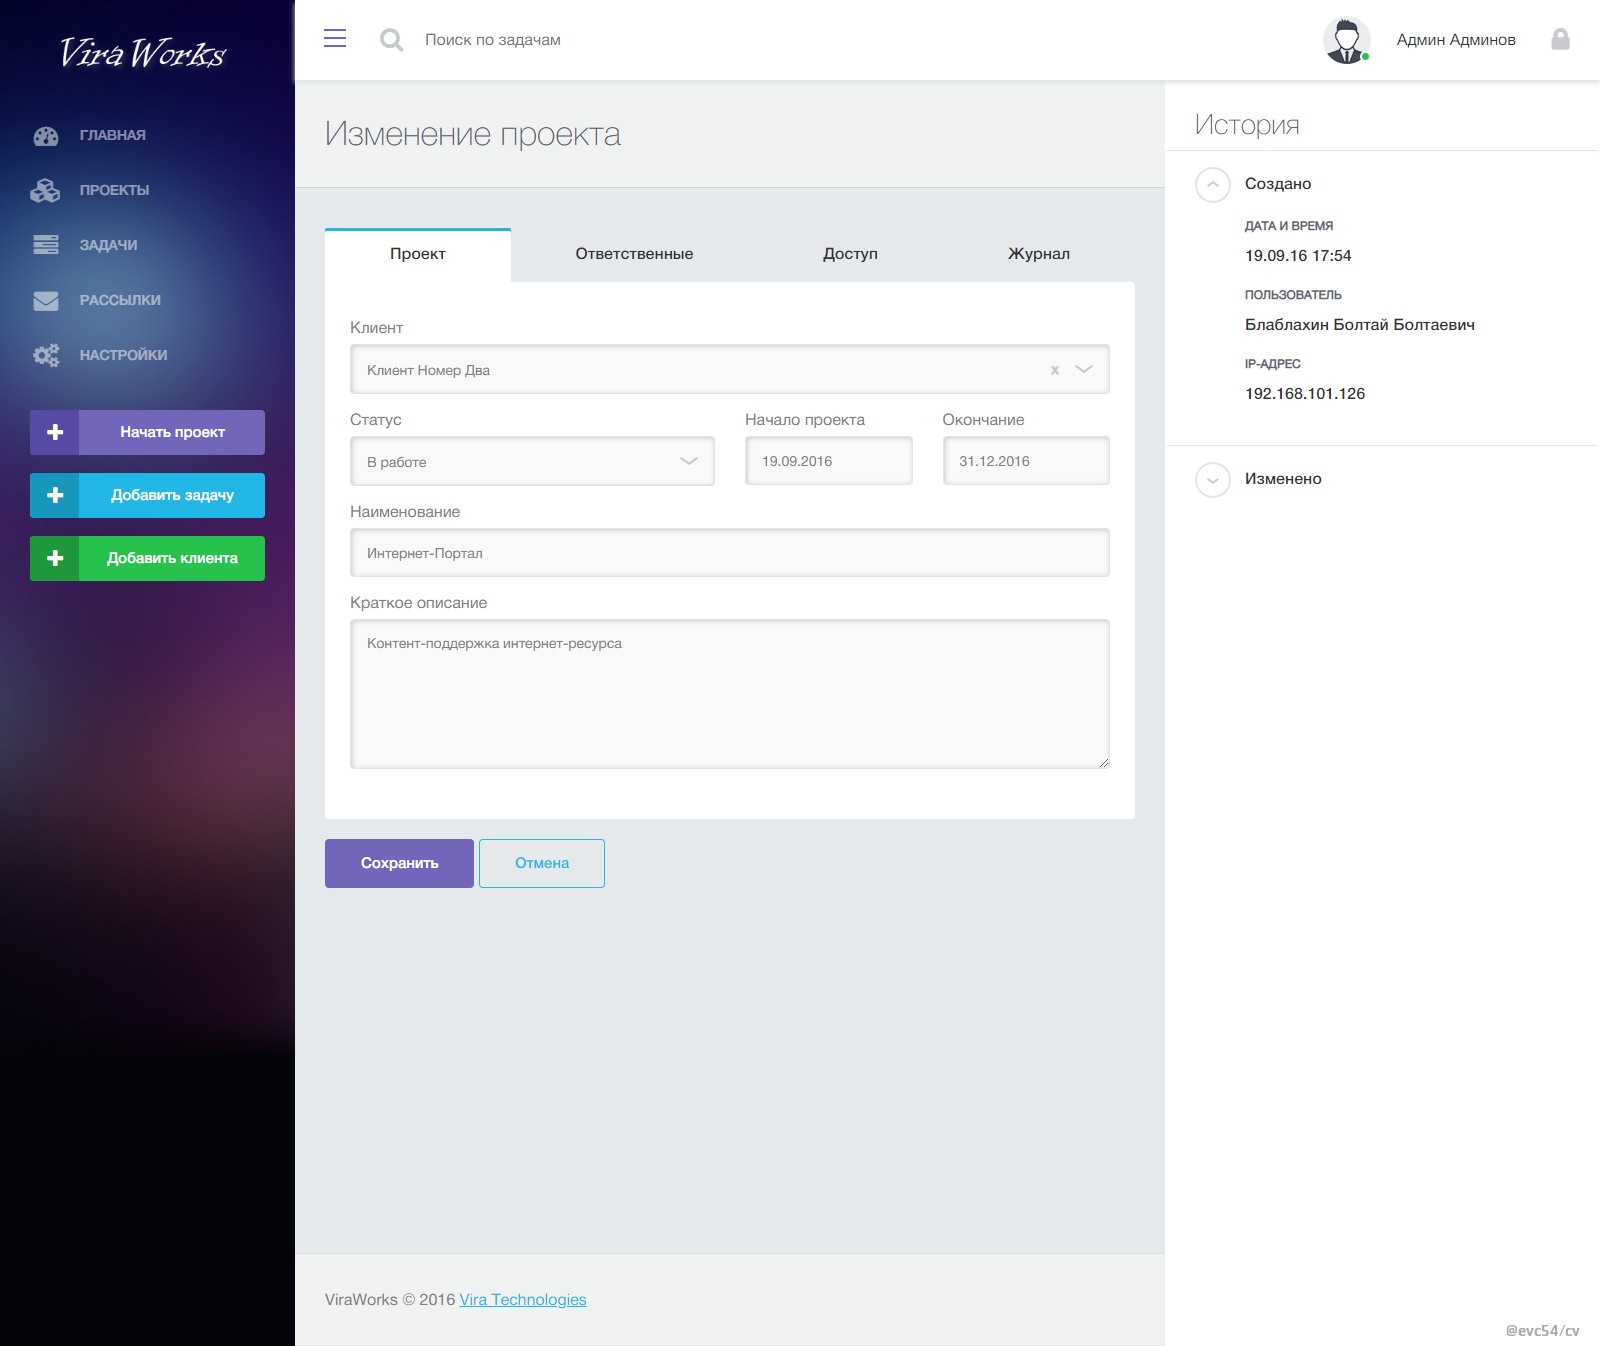 Vira Works
ГЛАВНАЯ
ПРОЕКТЫ
ЗАДАЧИ
РАССЫЛКИ
НАСТРОЙКИ
Начать проект
Добавить задачу
Добавить клиента
Поиск по задачам
Админ Админов
Изменение проекта
Проект
Ответственные
Доступ
Журнал
Клиент
Клиент Номер Два x
Статус
В работе
Начало проекта
19.09.2016
Окончание
31.12.2016
Наименование
Интернет-Портал
Краткое описание
Контент-поддержка интернет-ресурса
Сохранить
Отмена
ViraWorks © 2016 Vira Technologies
История
Создано
ДАТА И ВРЕМЯ
19.09.16 17:54
ПОЛЬЗОВАТЕЛЬ
Блаблахин Болтай Болтаевич
IP-АДРЕС
192.168.101.126
Изменено
@evc54/cv